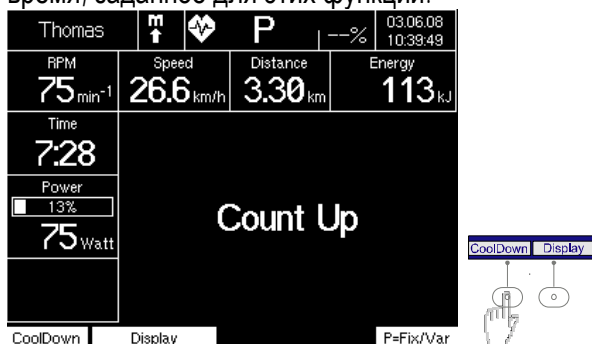 время, заданное для этих функций.
Thomas m P --% 03.06.08
10:39:49
RPM Speed Distance Energy
75 min-1 26.6 km/h 3.30 km 113 kJ
Time
7:28
Power
13%
75 Watt
Count Up
CoolDown Display P=Fix/Var
CoolDown Display